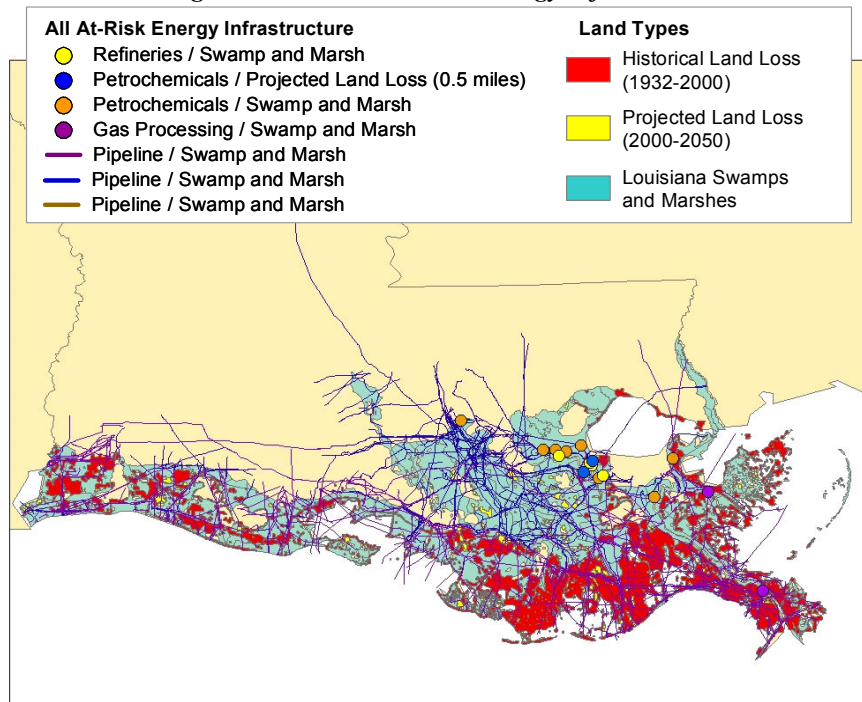 All At-Risk Energy Infrastructure
Refineries / Swamp and Marsh
Petrochemicals / Projected Land Loss (0.5 miles)
Petrochemicals / Swamp and Marsh
Gas Processing / Swamp and Marsh
Pipeline / Swamp and Marsh
Pipeline / Swamp and Marsh
Pipeline / Swamp and Marsh
Land Types
Historical Land Loss
(1932-2000)
Projected Land Loss
(2000-2050)
Louisiana Swamps
and Marshes